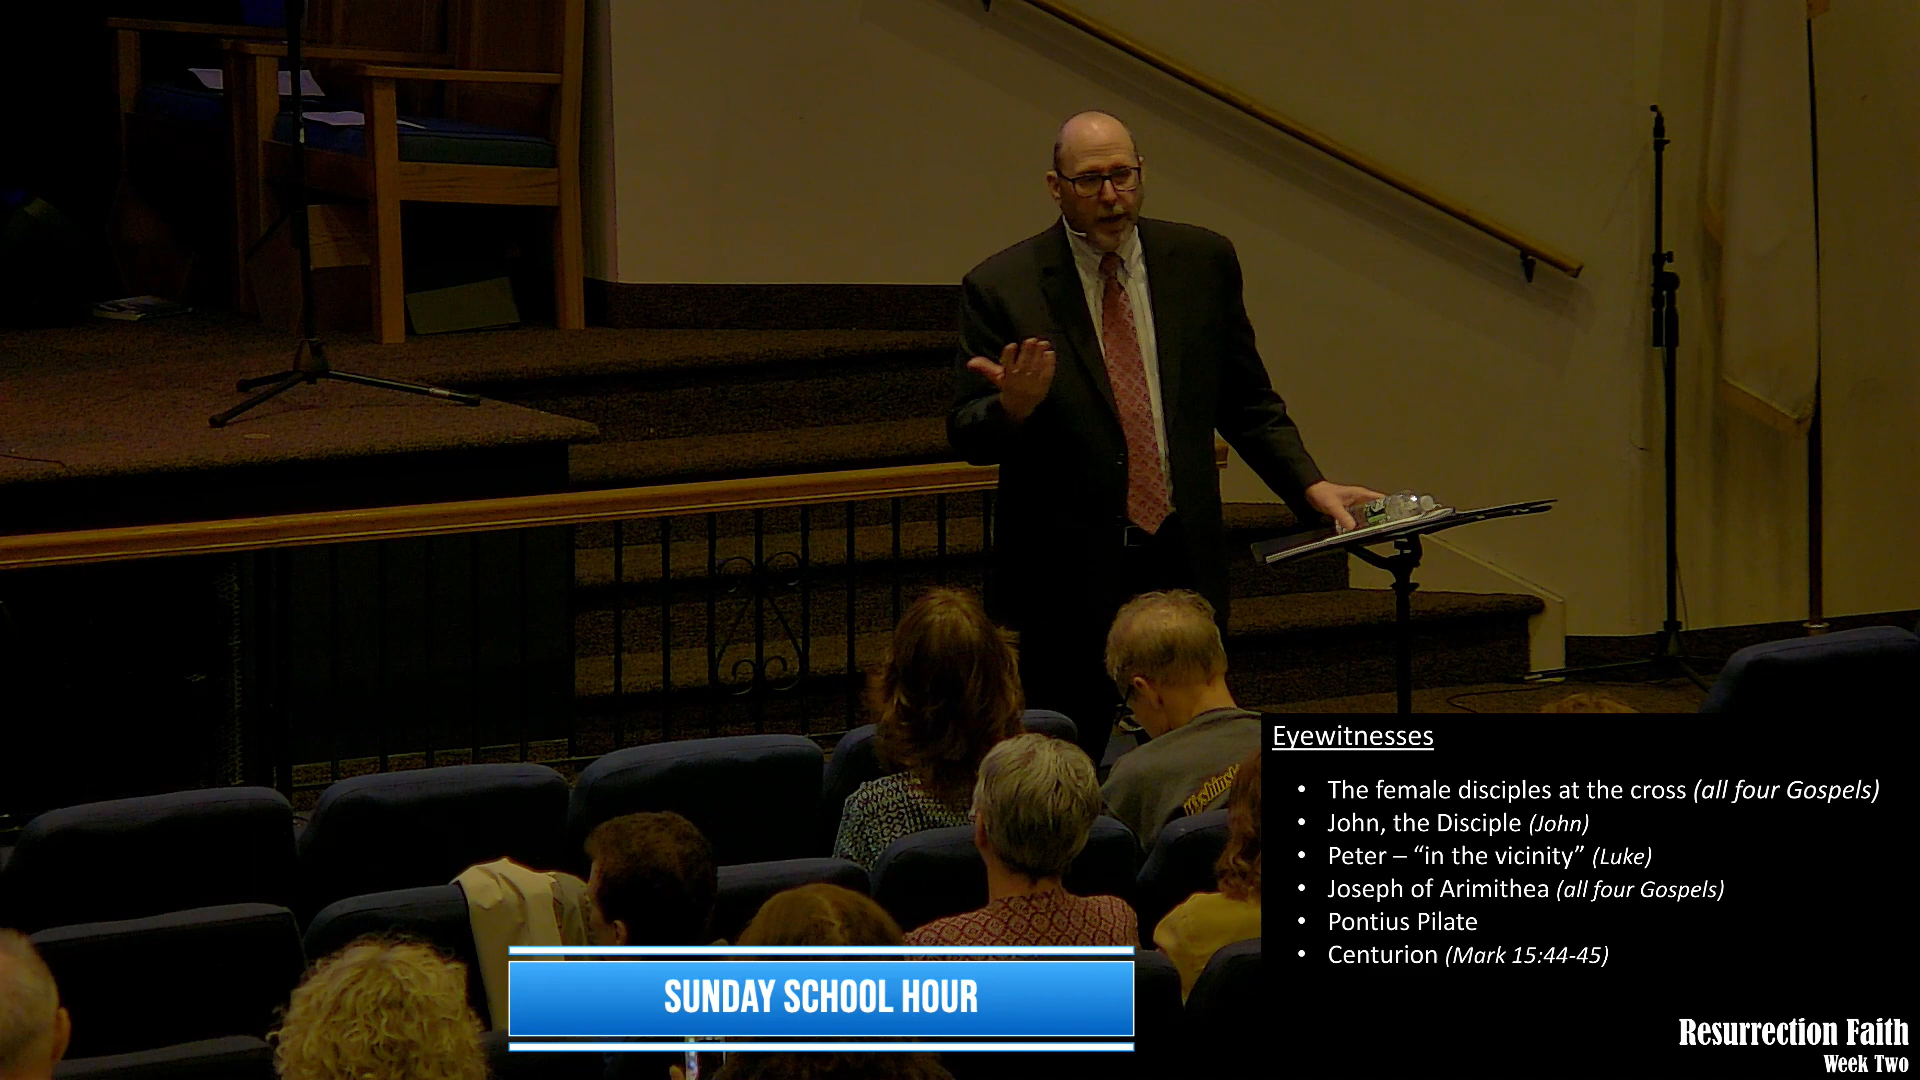 Eyewitnesses
• The female disciples at the cross (all four Gospels)
• John, the Disciple (John)
• Peter – “in the vicinity” (Luke)
• Joseph of Arimithea (all four Gospels)
• Pontius Pilate
• Centurion (Mark 15:44-45)
SUNDAY SCHOOL HOUR
Resurrection Faith
Week Two